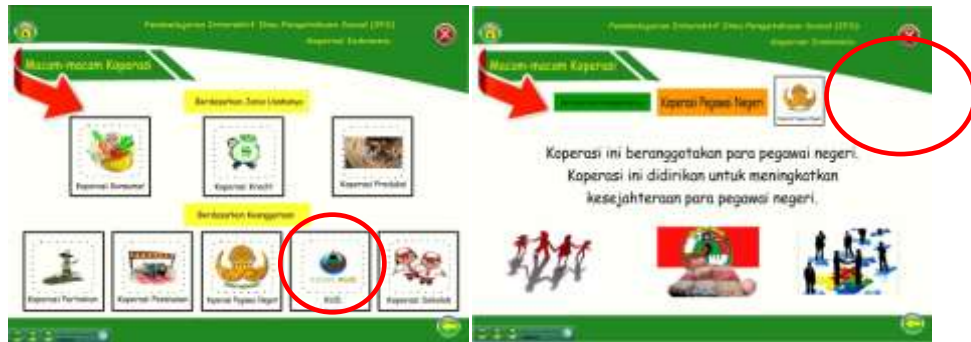 Pembelajaran Interaktif Ilmu Pengetahuan Sosial (IPS)
Koperasi Indonesia
Macam-macam Koperasi
Berdasarkan Jenis Usahanya
Koperasi Konsumsi
Koperasi Kredit
Koperasi Produksi
Berdasarkan Keanggotaan
Koperasi Pertanian
Koperasi Pensiunan
Koperasi Pegawai Negeri
KUD
Koperasi Sekolah
Pembelajaran Interaktif Ilmu Pengetahuan Sosial (IPS)
Koperasi Indonesia
Macam-macam Koperasi
Koperasi Pegawai Negeri
Koperasi ini beranggotakan para pegawai negeri.
Koperasi ini didirikan untuk meningkatkan
kesejahteraan para pegawai negeri.